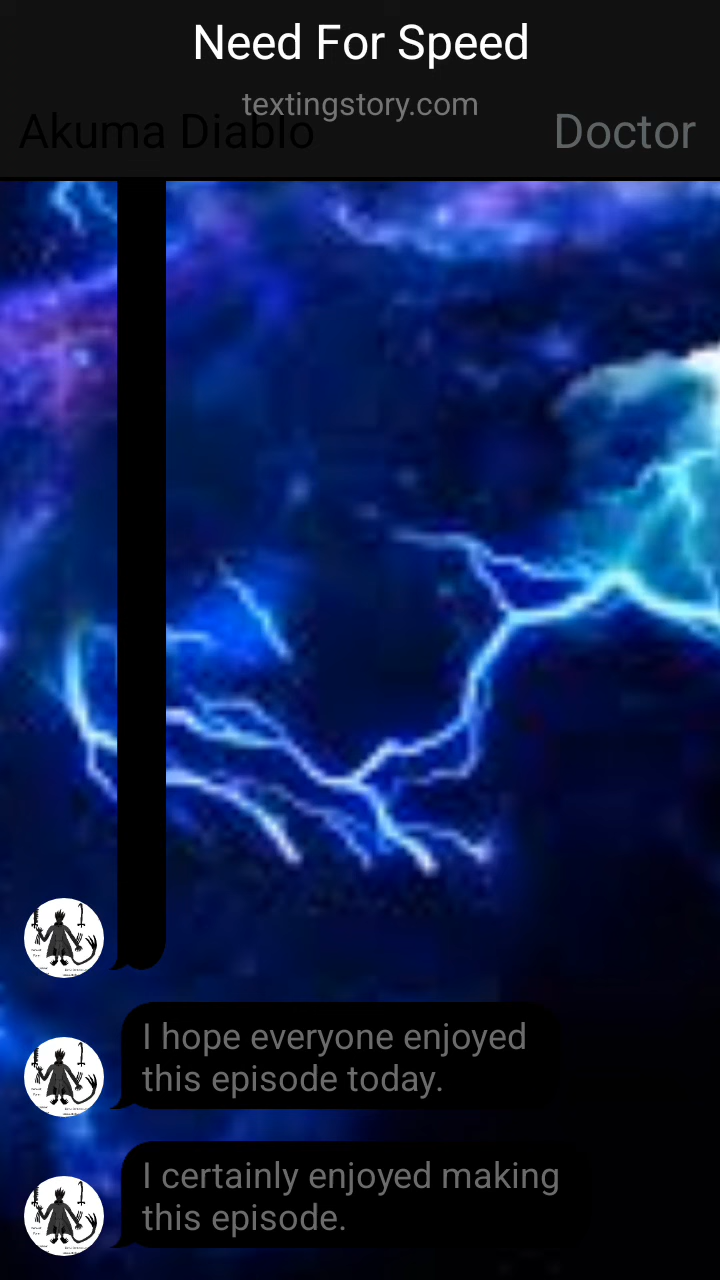 Need For Speed
textingstory.com
Akuma Diablo
Doctor
I hope everyone enjoyed
this episode today.
I certainly enjoyed making
this episode.